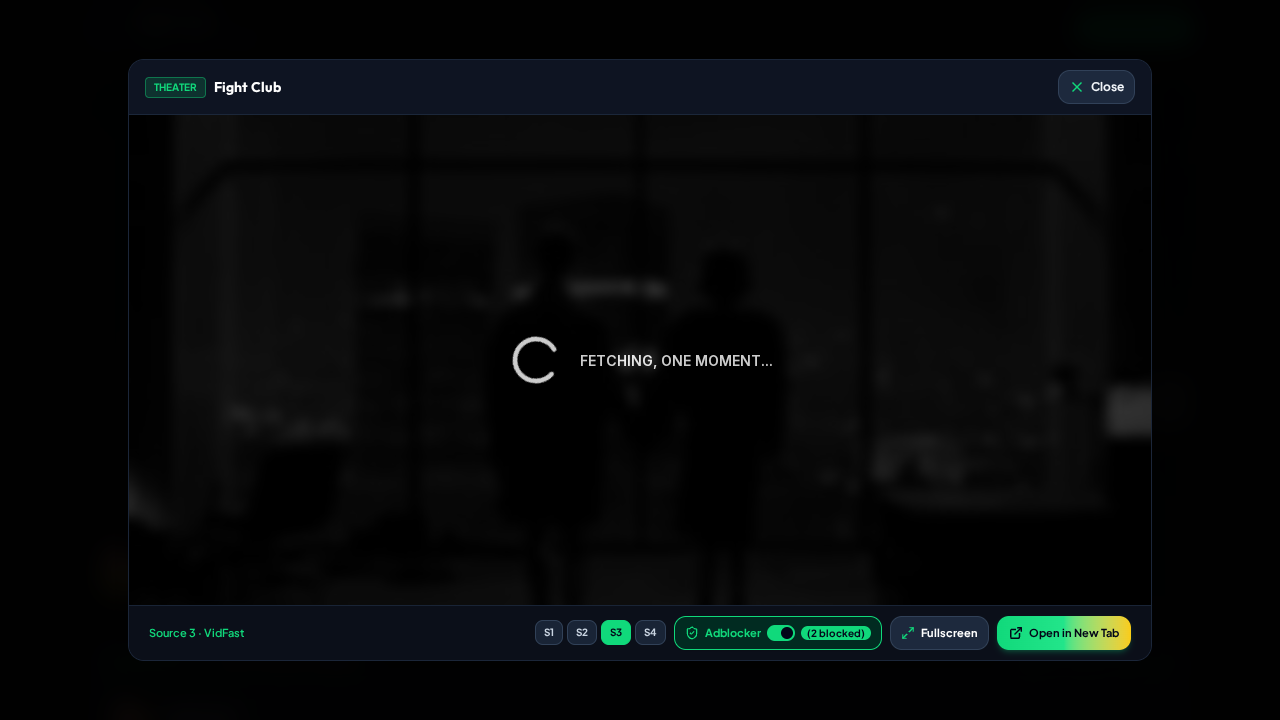 THEATER Fight Club
Close
FETCHING, ONE MOMENT...
Source 3 · VidFast
S1 S2 S3 S4
Adblocker (2 blocked)
Fullscreen
Open in New Tab